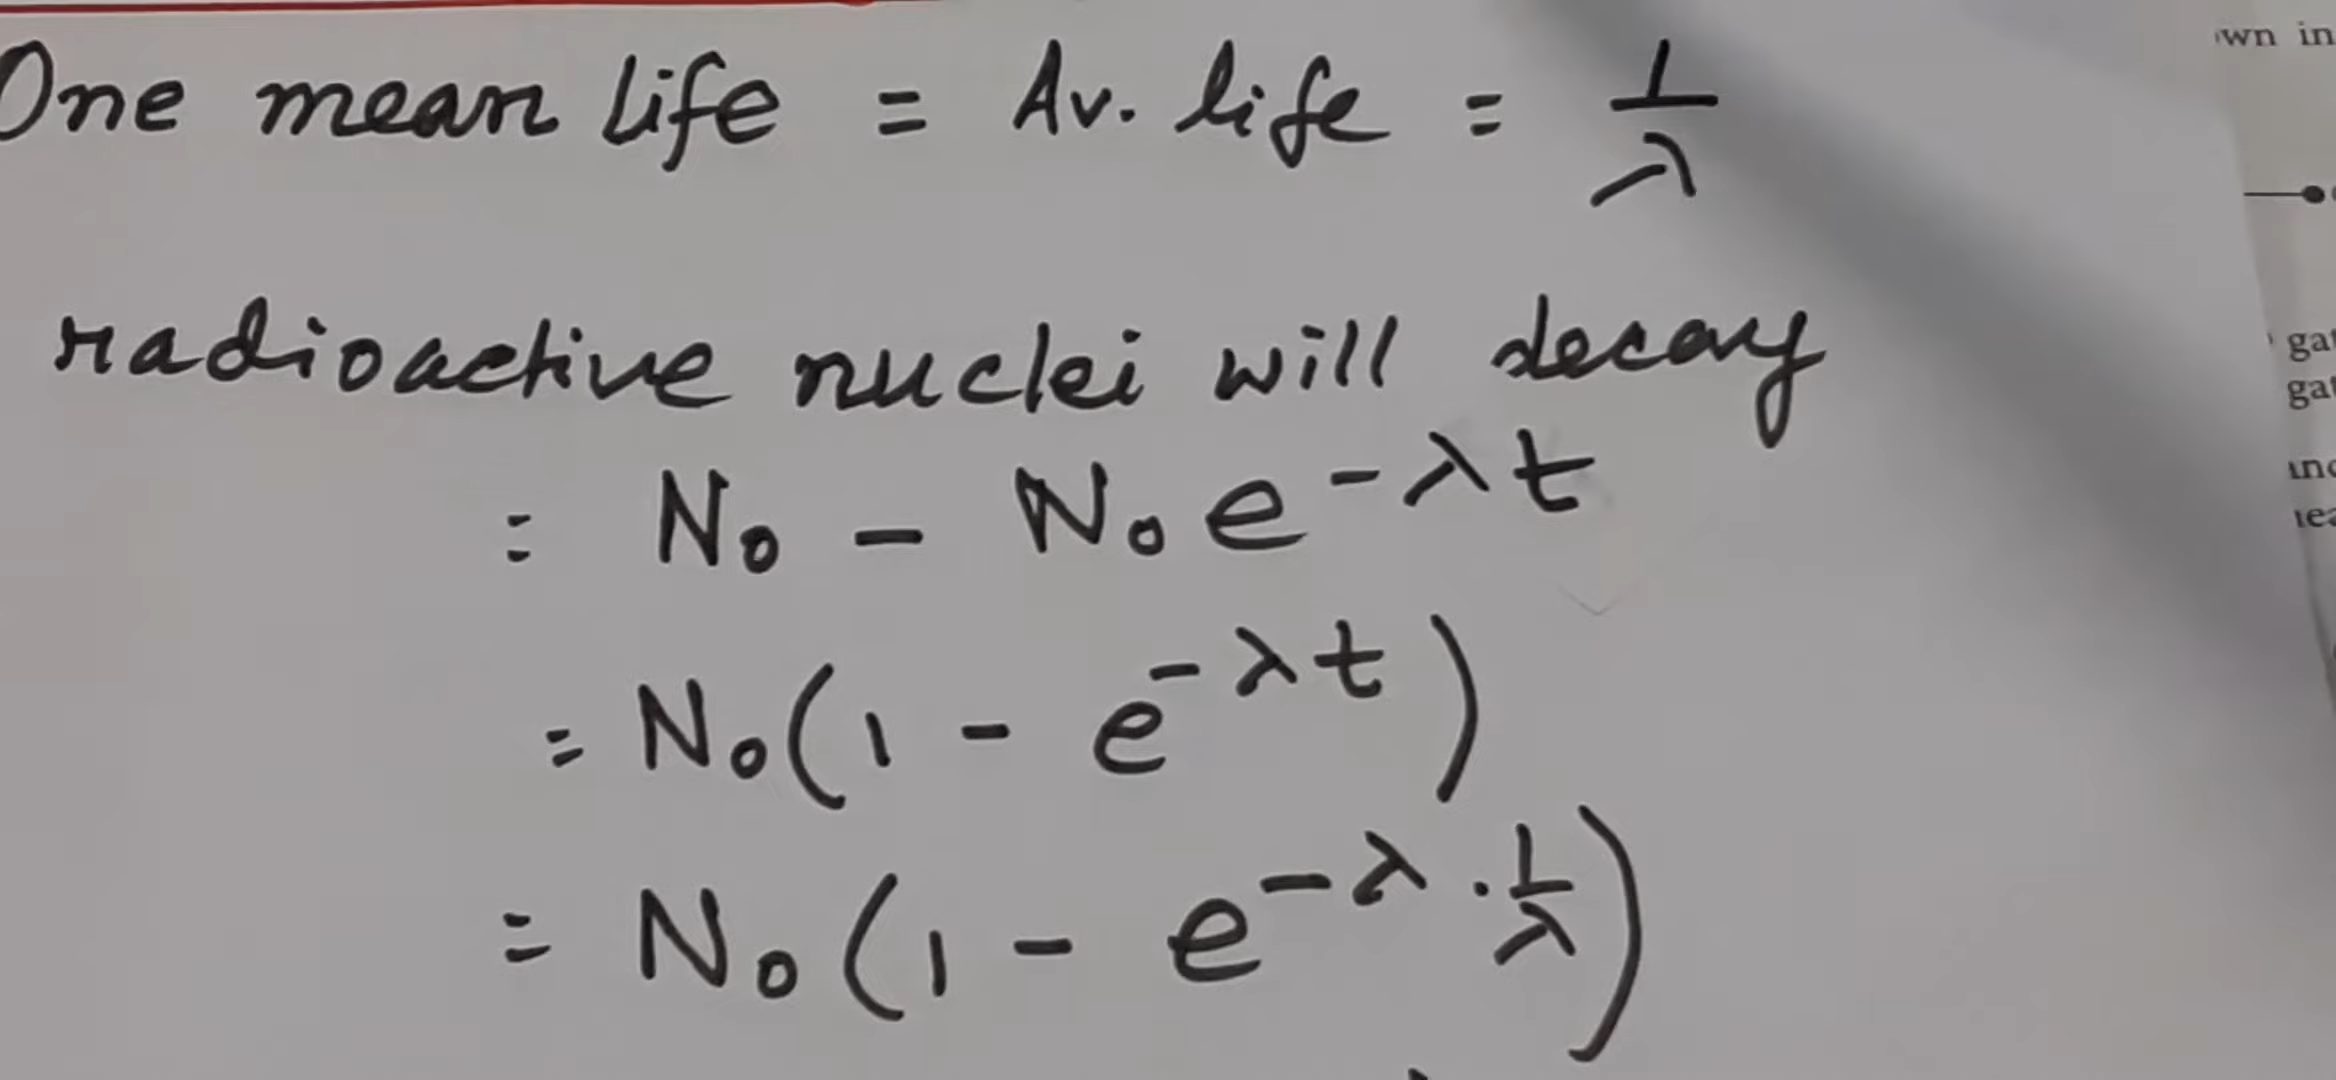 One mean life = Av. life = 1/λ
radioactive nuclei will decay
= N₀ - N₀e^{-λt}
= N₀(1 - e^{-λt})
= N₀(1 - e^{-λ·1/λ})